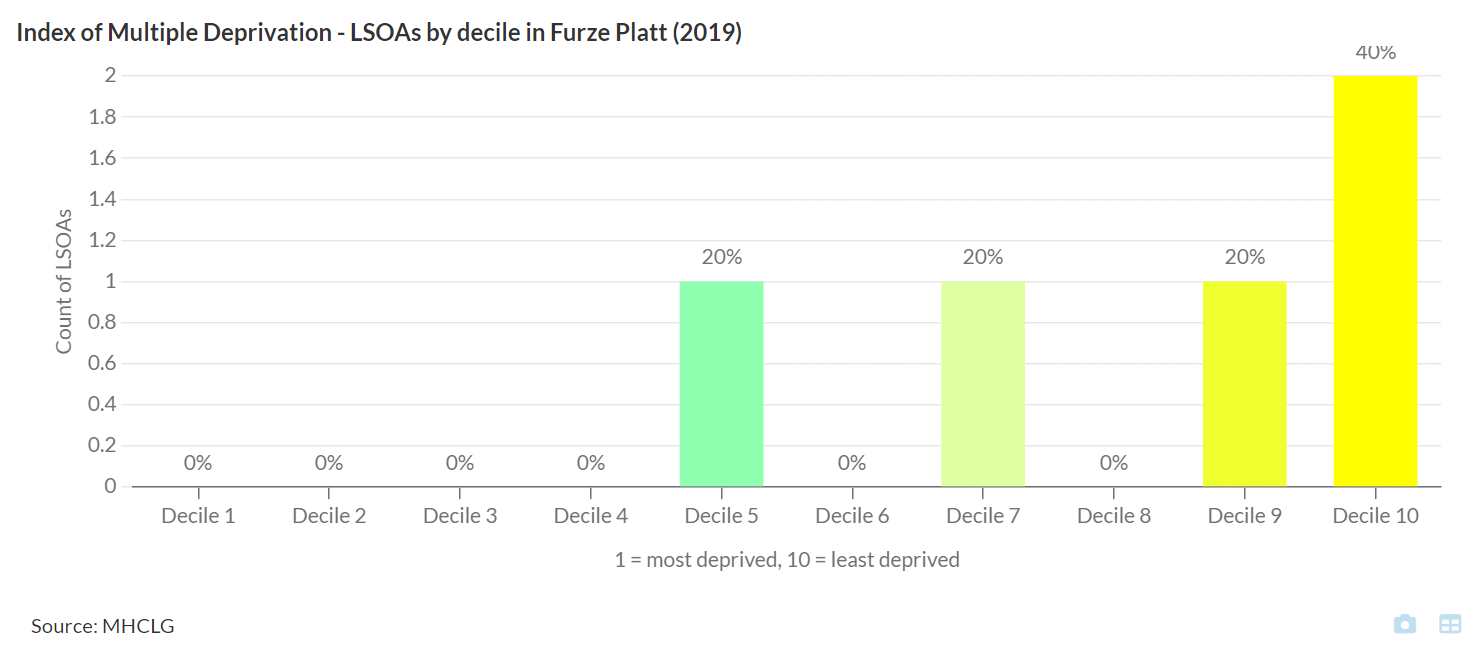 Index of Multiple Deprivation - LSOAs by decile in Furze Platt (2019)
40%
2
1.8
1.6
1.4
1.2
20% 20% 20%
1
0.8
0.6
0.4
0.2
0% 0% 0% 0% 0% 0%
0
Count of LSOAs
Decile 1 Decile 2 Decile 3 Decile 4 Decile 5 Decile 6 Decile 7 Decile 8 Decile 9 Decile 10
1 = most deprived, 10 = least deprived
Source: MHCLG